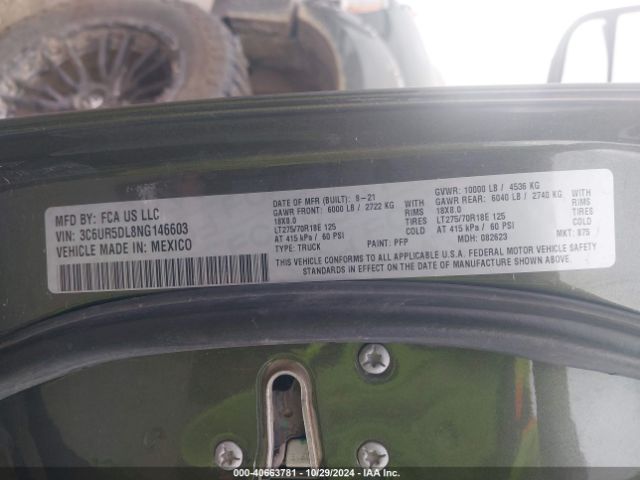 MFD BY: FCA US LLC
VIN: 3C6UR5DL8NG146603
VEHICLE MADE IN: MEXICO
DATE OF MFR (BUILT): 9-21
GAWR FRONT: 6000 LB / 2722 KG WITH
18X8.0 RIMS
LT275/70R18E 125 TIRES
AT 415 kPa / 60 PSI COLD
TYPE: TRUCK PAINT: PFP
GVWR: 10000 LB / 4536 KG
GAWR REAR: 6040 LB / 2740 KG WITH
18X8.0 RIMS
LT275/70R18E 125 TIRES
AT 415 kPa / 60 PSI COLD
MDH: 082623 MKT: 875
THIS VEHICLE CONFORMS TO ALL APPLICABLE U.S.A. FEDERAL MOTOR VEHICLE SAFETY
STANDARDS IN EFFECT ON THE DATE OF MANUFACTURE SHOWN ABOVE.
40663781 - 10/29/2024 - IAA Inc.